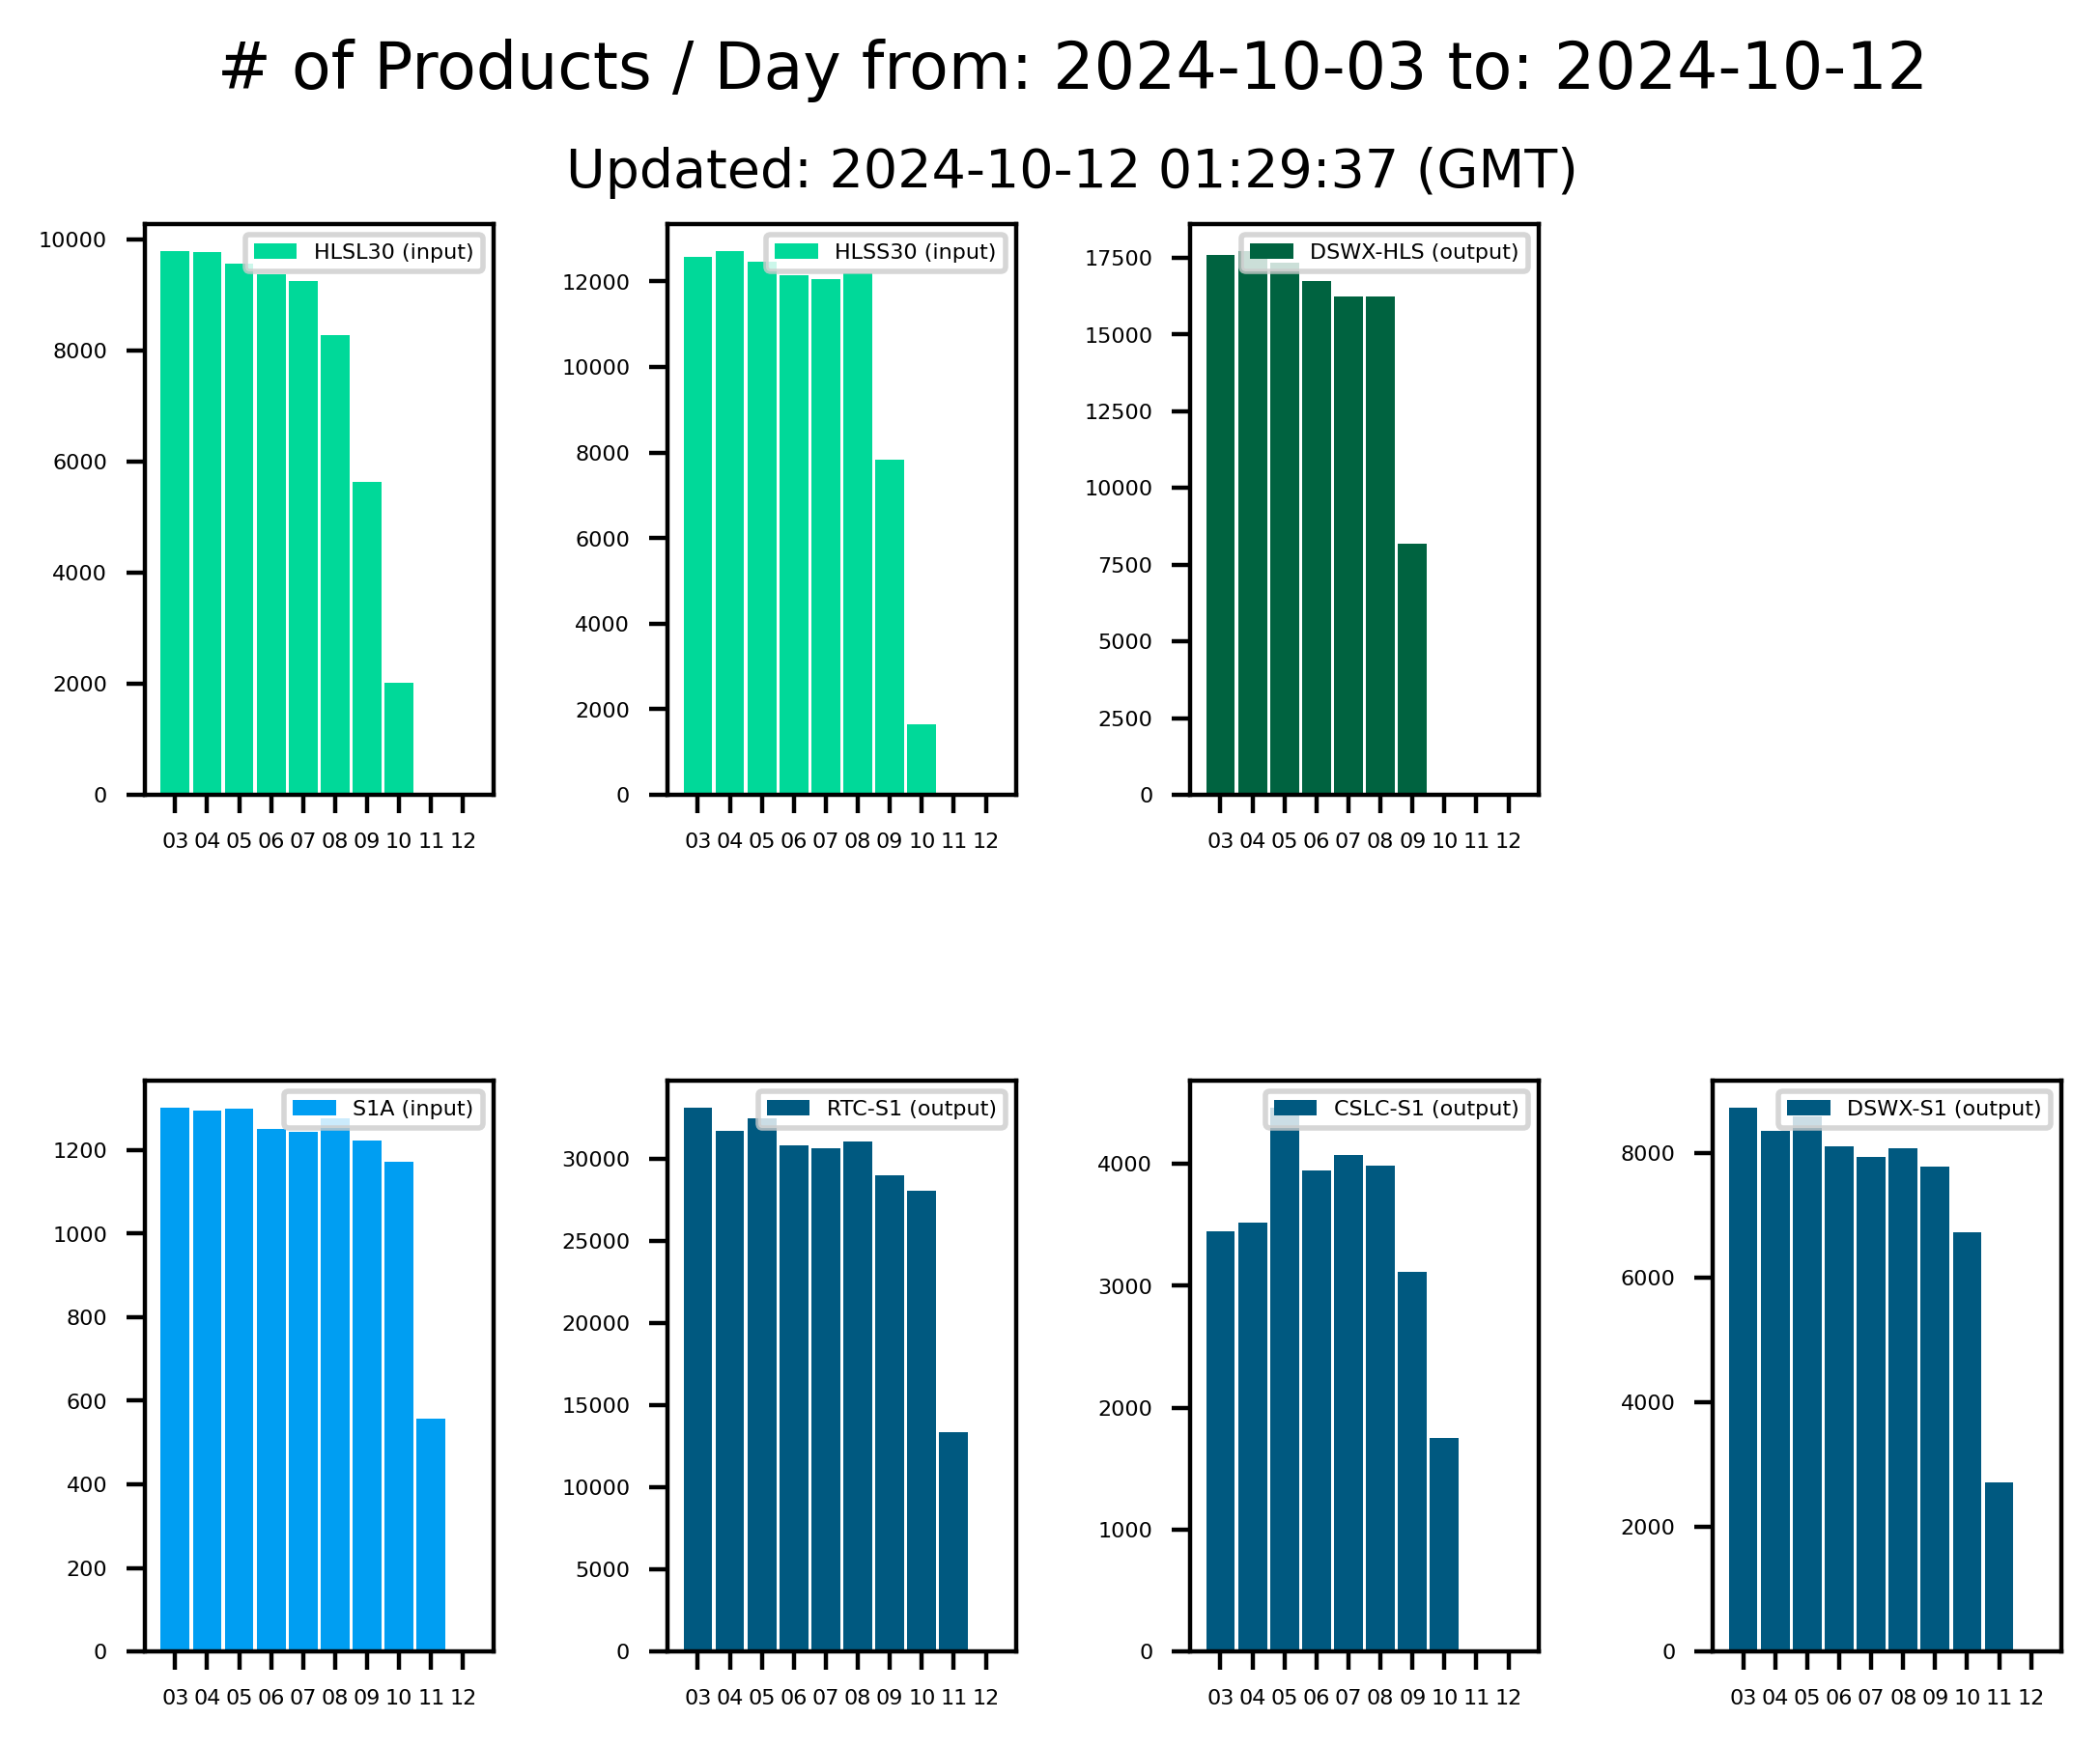 # of Products / Day from: 2024-10-03 to: 2024-10-12
Updated: 2024-10-12 01:29:37 (GMT)
HLSL30 (input)
10000
8000
6000
4000
2000
0
03 04 05 06 07 08 09 10 11 12
HLSS30 (input)
12000
10000
8000
6000
4000
2000
0
03 04 05 06 07 08 09 10 11 12
DSWX-HLS (output)
17500
15000
12500
10000
7500
5000
2500
0
03 04 05 06 07 08 09 10 11 12
S1A (input)
1200
1000
800
600
400
200
0
03 04 05 06 07 08 09 10 11 12
RTC-S1 (output)
30000
25000
20000
15000
10000
5000
0
03 04 05 06 07 08 09 10 11 12
CSLC-S1 (output)
4000
3000
2000
1000
0
03 04 05 06 07 08 09 10 11 12
DSWX-S1 (output)
8000
6000
4000
2000
0
03 04 05 06 07 08 09 10 11 12